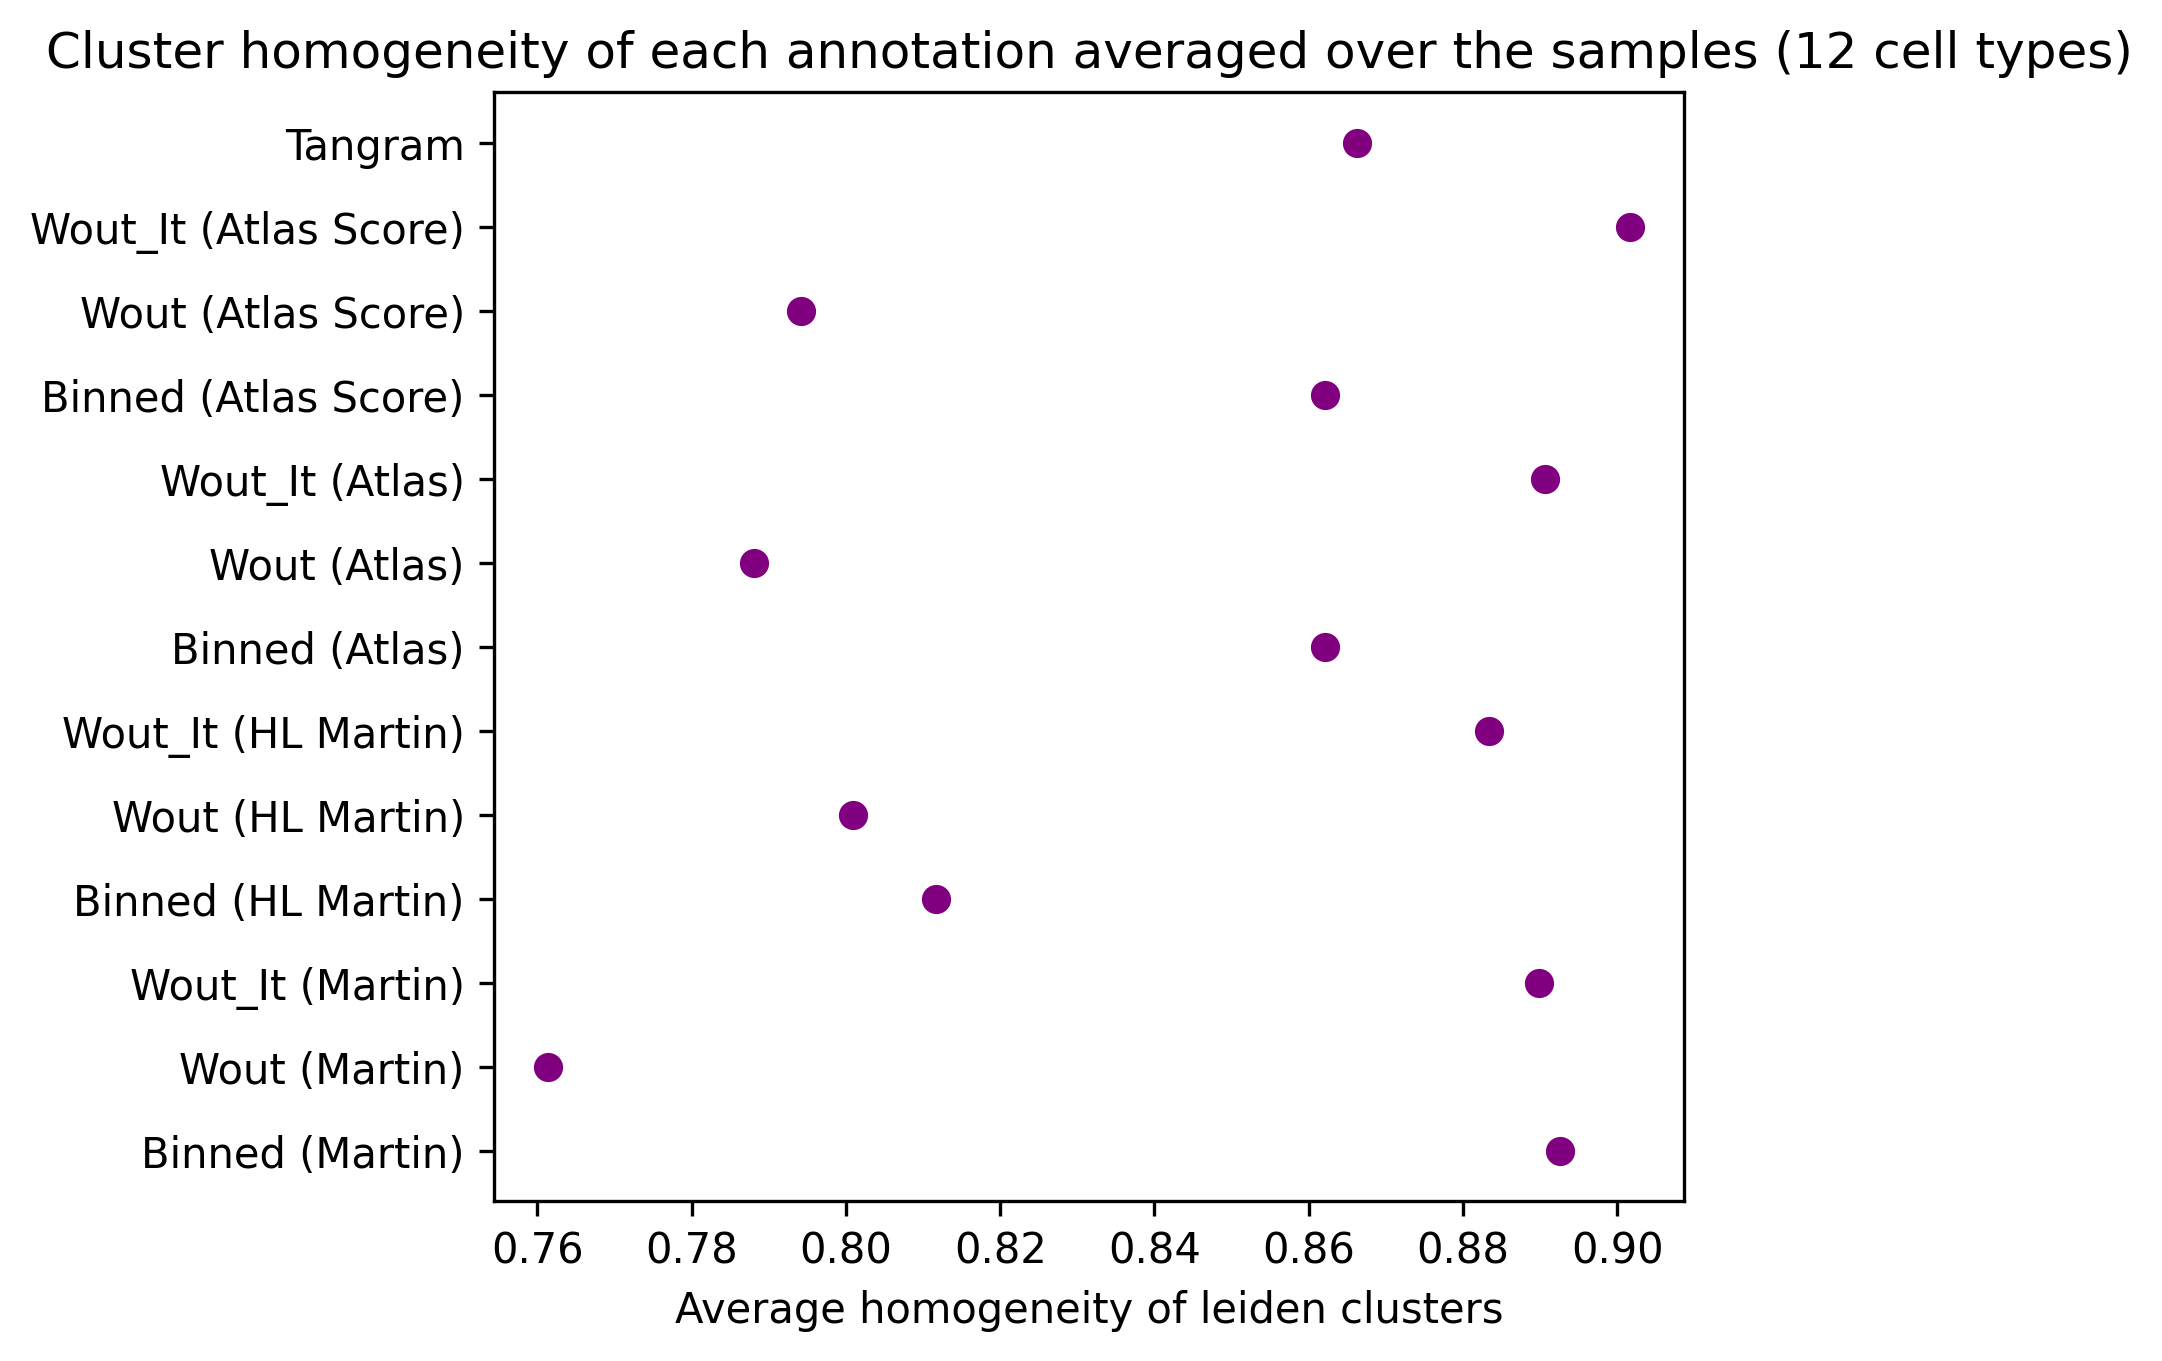 Cluster homogeneity of each annotation averaged over the samples (12 cell types)
Tangram
Wout_It (Atlas Score)
Wout (Atlas Score)
Binned (Atlas Score)
Wout_It (Atlas)
Wout (Atlas)
Binned (Atlas)
Wout_It (HL Martin)
Wout (HL Martin)
Binned (HL Martin)
Wout_It (Martin)
Wout (Martin)
Binned (Martin)
0.76 0.78 0.80 0.82 0.84 0.86 0.88 0.90
Average homogeneity of leiden clusters